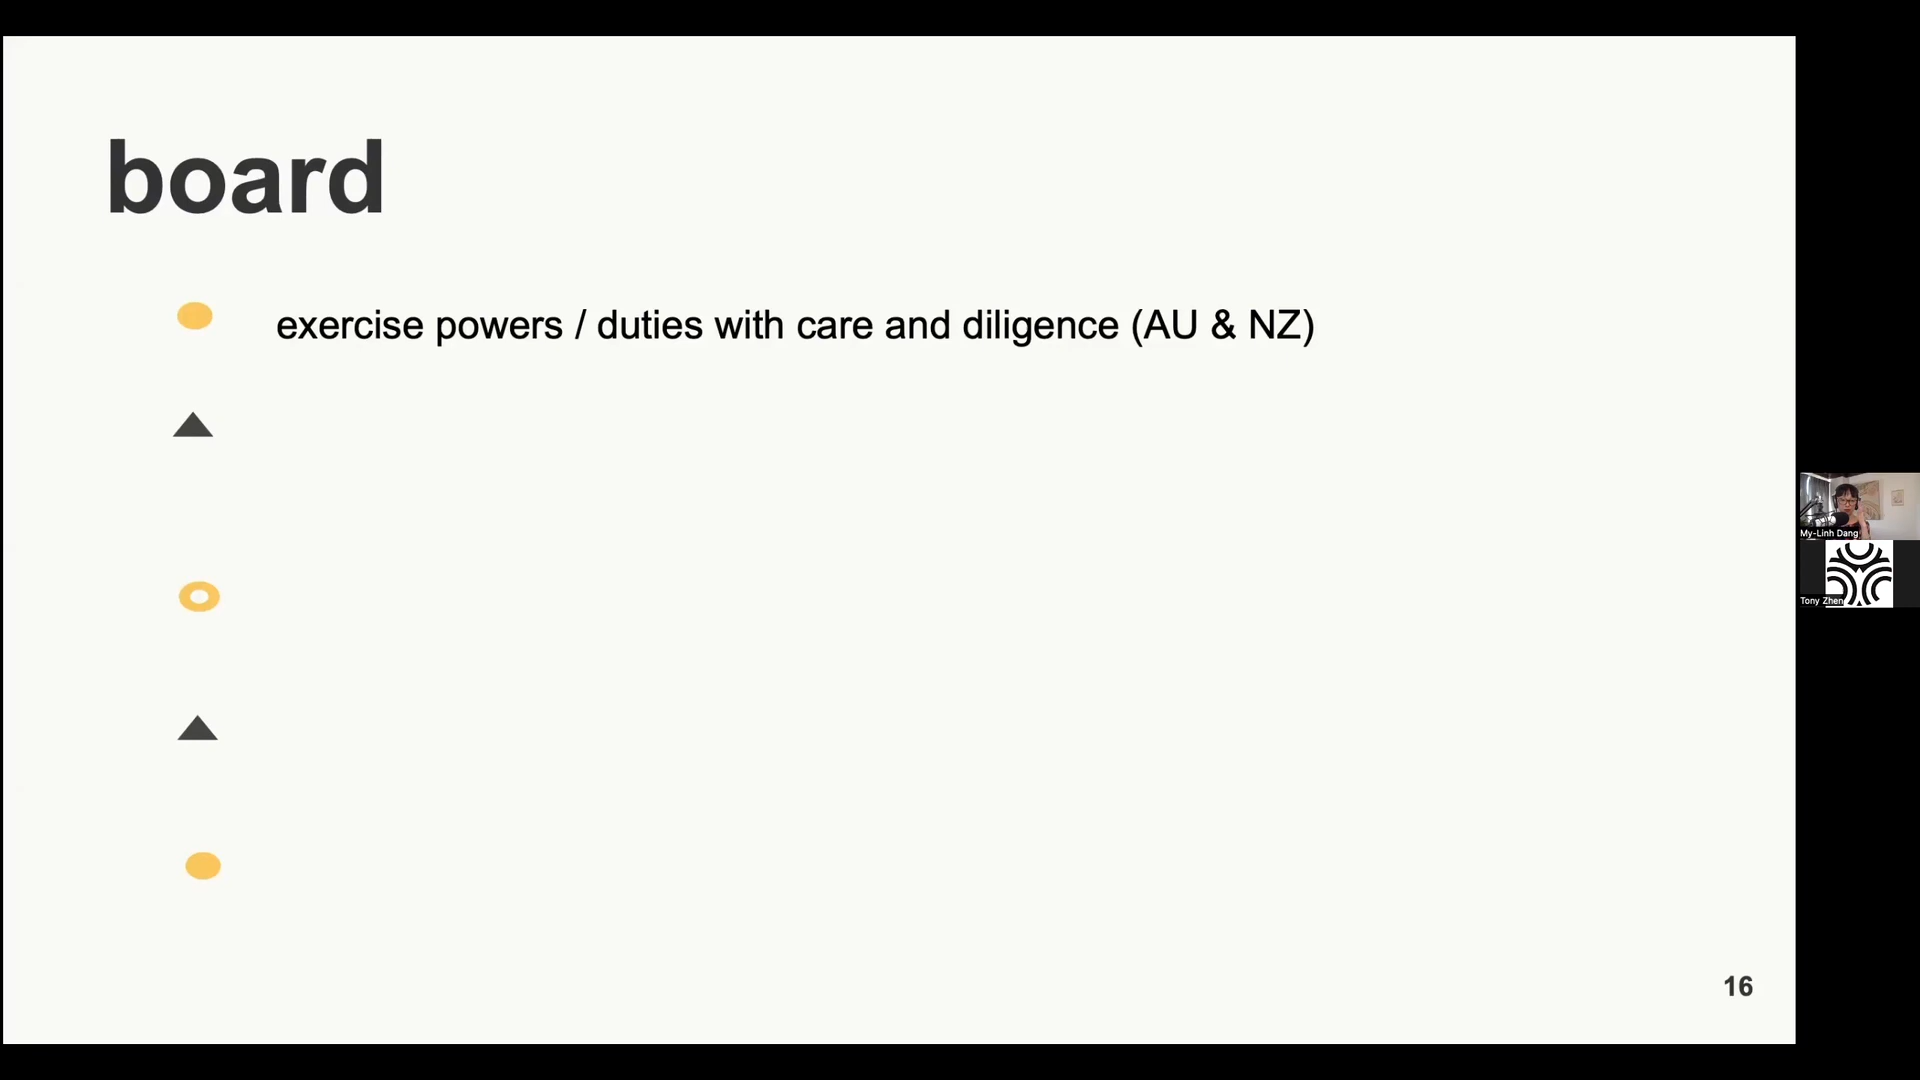 board
exercise powers / duties with care and diligence (AU & NZ)
My-Linh Dang
Tony Zhen
16